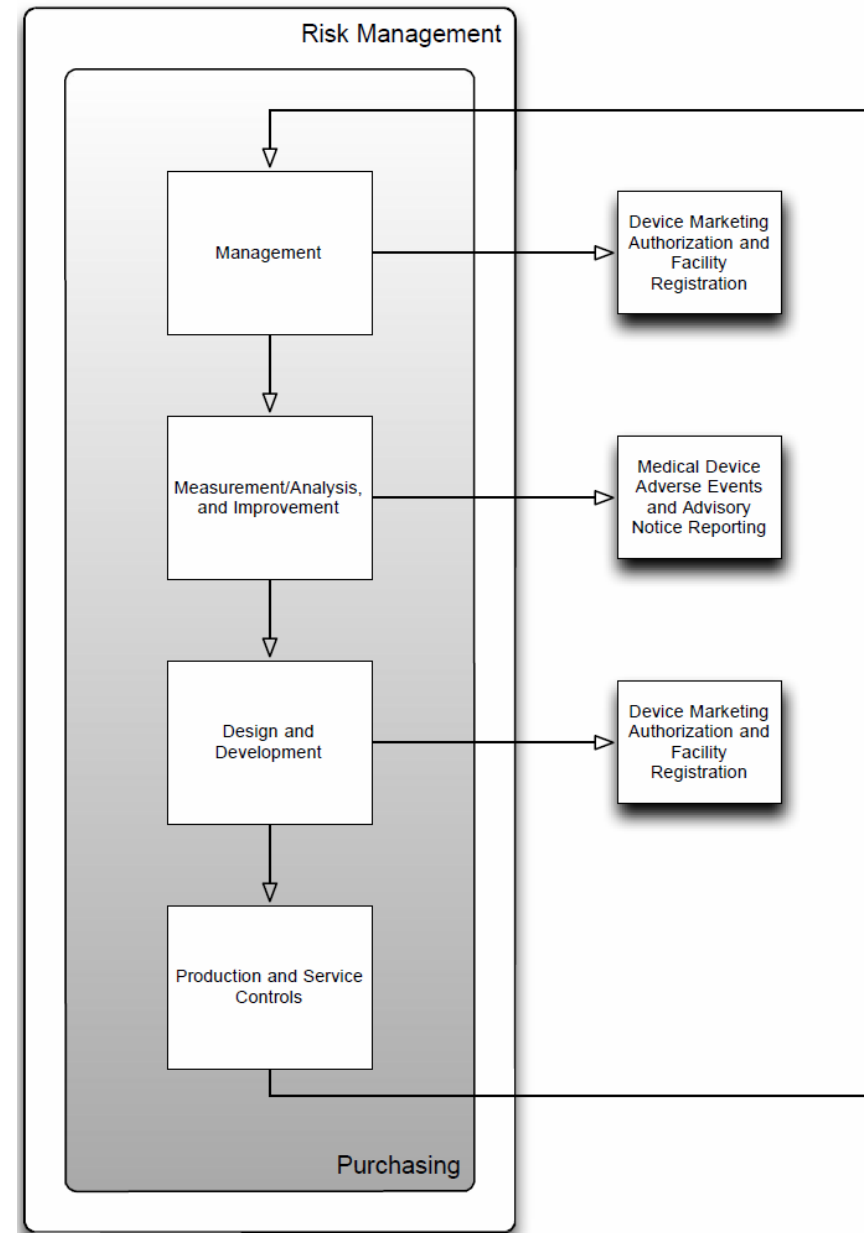 Risk Management
Management
Device Marketing
Authorization and
Facility
Registration
Measurement/Analysis,
and Improvement
Medical Device
Adverse Events
and Advisory
Notice Reporting
Design and
Development
Device Marketing
Authorization and
Facility
Registration
Production and Service
Controls
Purchasing